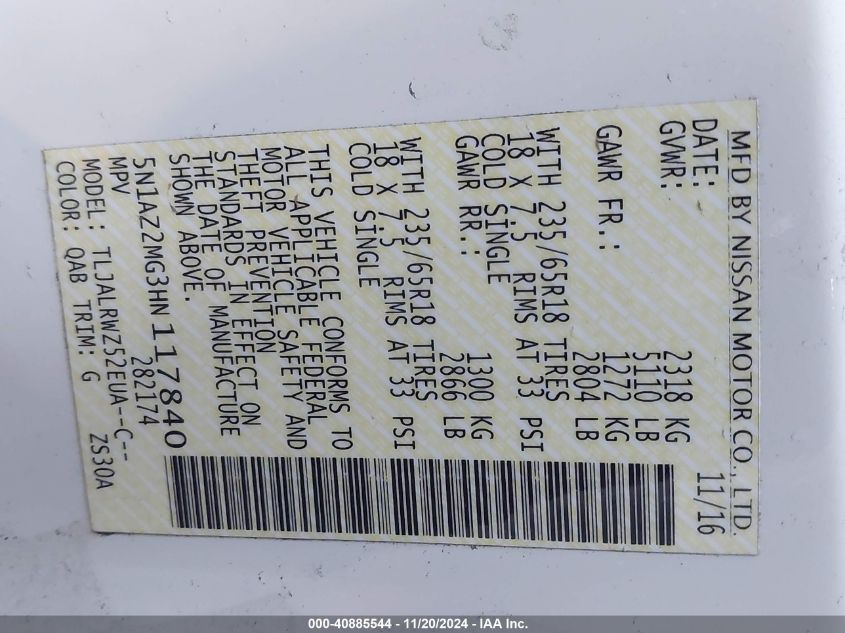 MFD BY NISSAN MOTOR CO., LTD.
DATE: 11/16
GVWR: 2318 KG
5110 LB
GAWR FR.: 1272 KG
2804 LB
WITH 235/65R18 TIRES
18 X 7.5 RIMS AT 33 PSI
COLD SINGLE
GAWR RR.: 1300 KG
2866 LB
WITH 235/65R18 TIRES
18 X 7.5 RIMS AT 33 PSI
COLD SINGLE
THIS VEHICLE CONFORMS TO
ALL APPLICABLE FEDERAL
MOTOR VEHICLE SAFETY AND
THEFT PREVENTION
STANDARDS IN EFFECT ON
THE DATE OF MANUFACTURE
SHOWN ABOVE.
5N1AZ2MG3HN117840
MPV 282174
MODEL: TLJALRWZ52EUA--C--
COLOR: QAB TRIM: G ZS30A
000-40885544 - 11/20/2024 - IAA Inc.